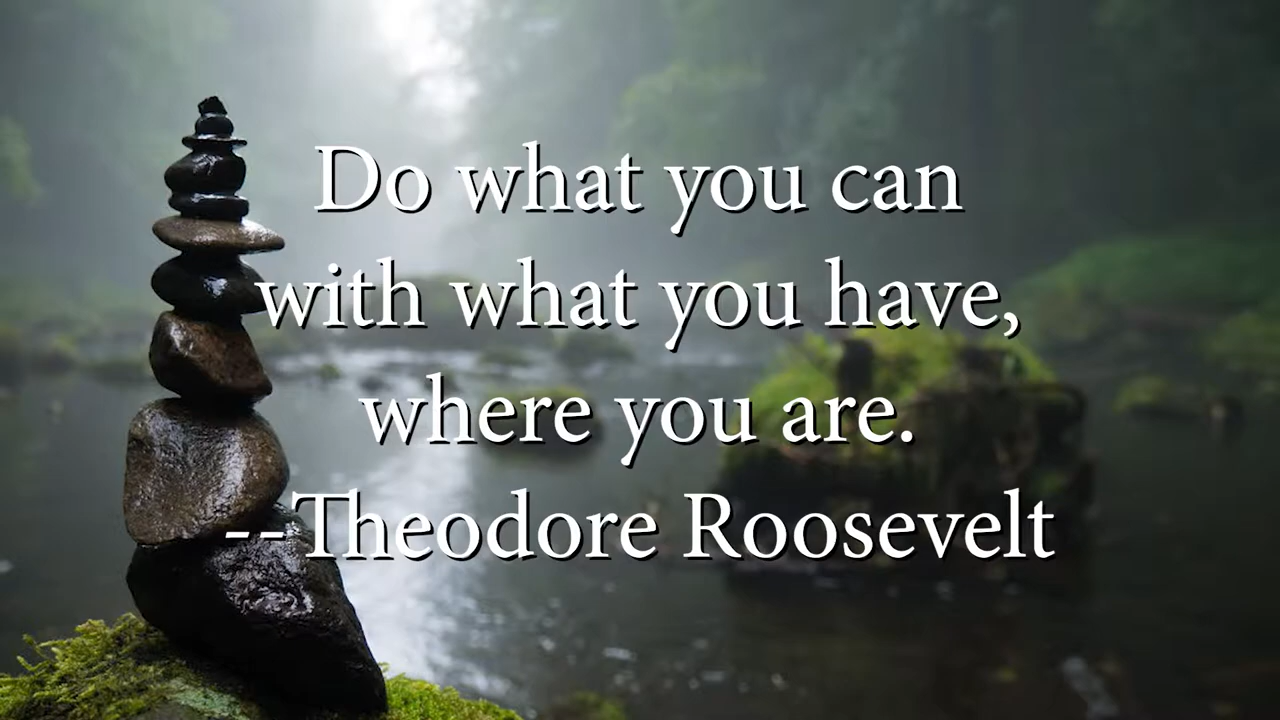 Do what you can
with what you have,
where you are.
--Theodore Roosevelt